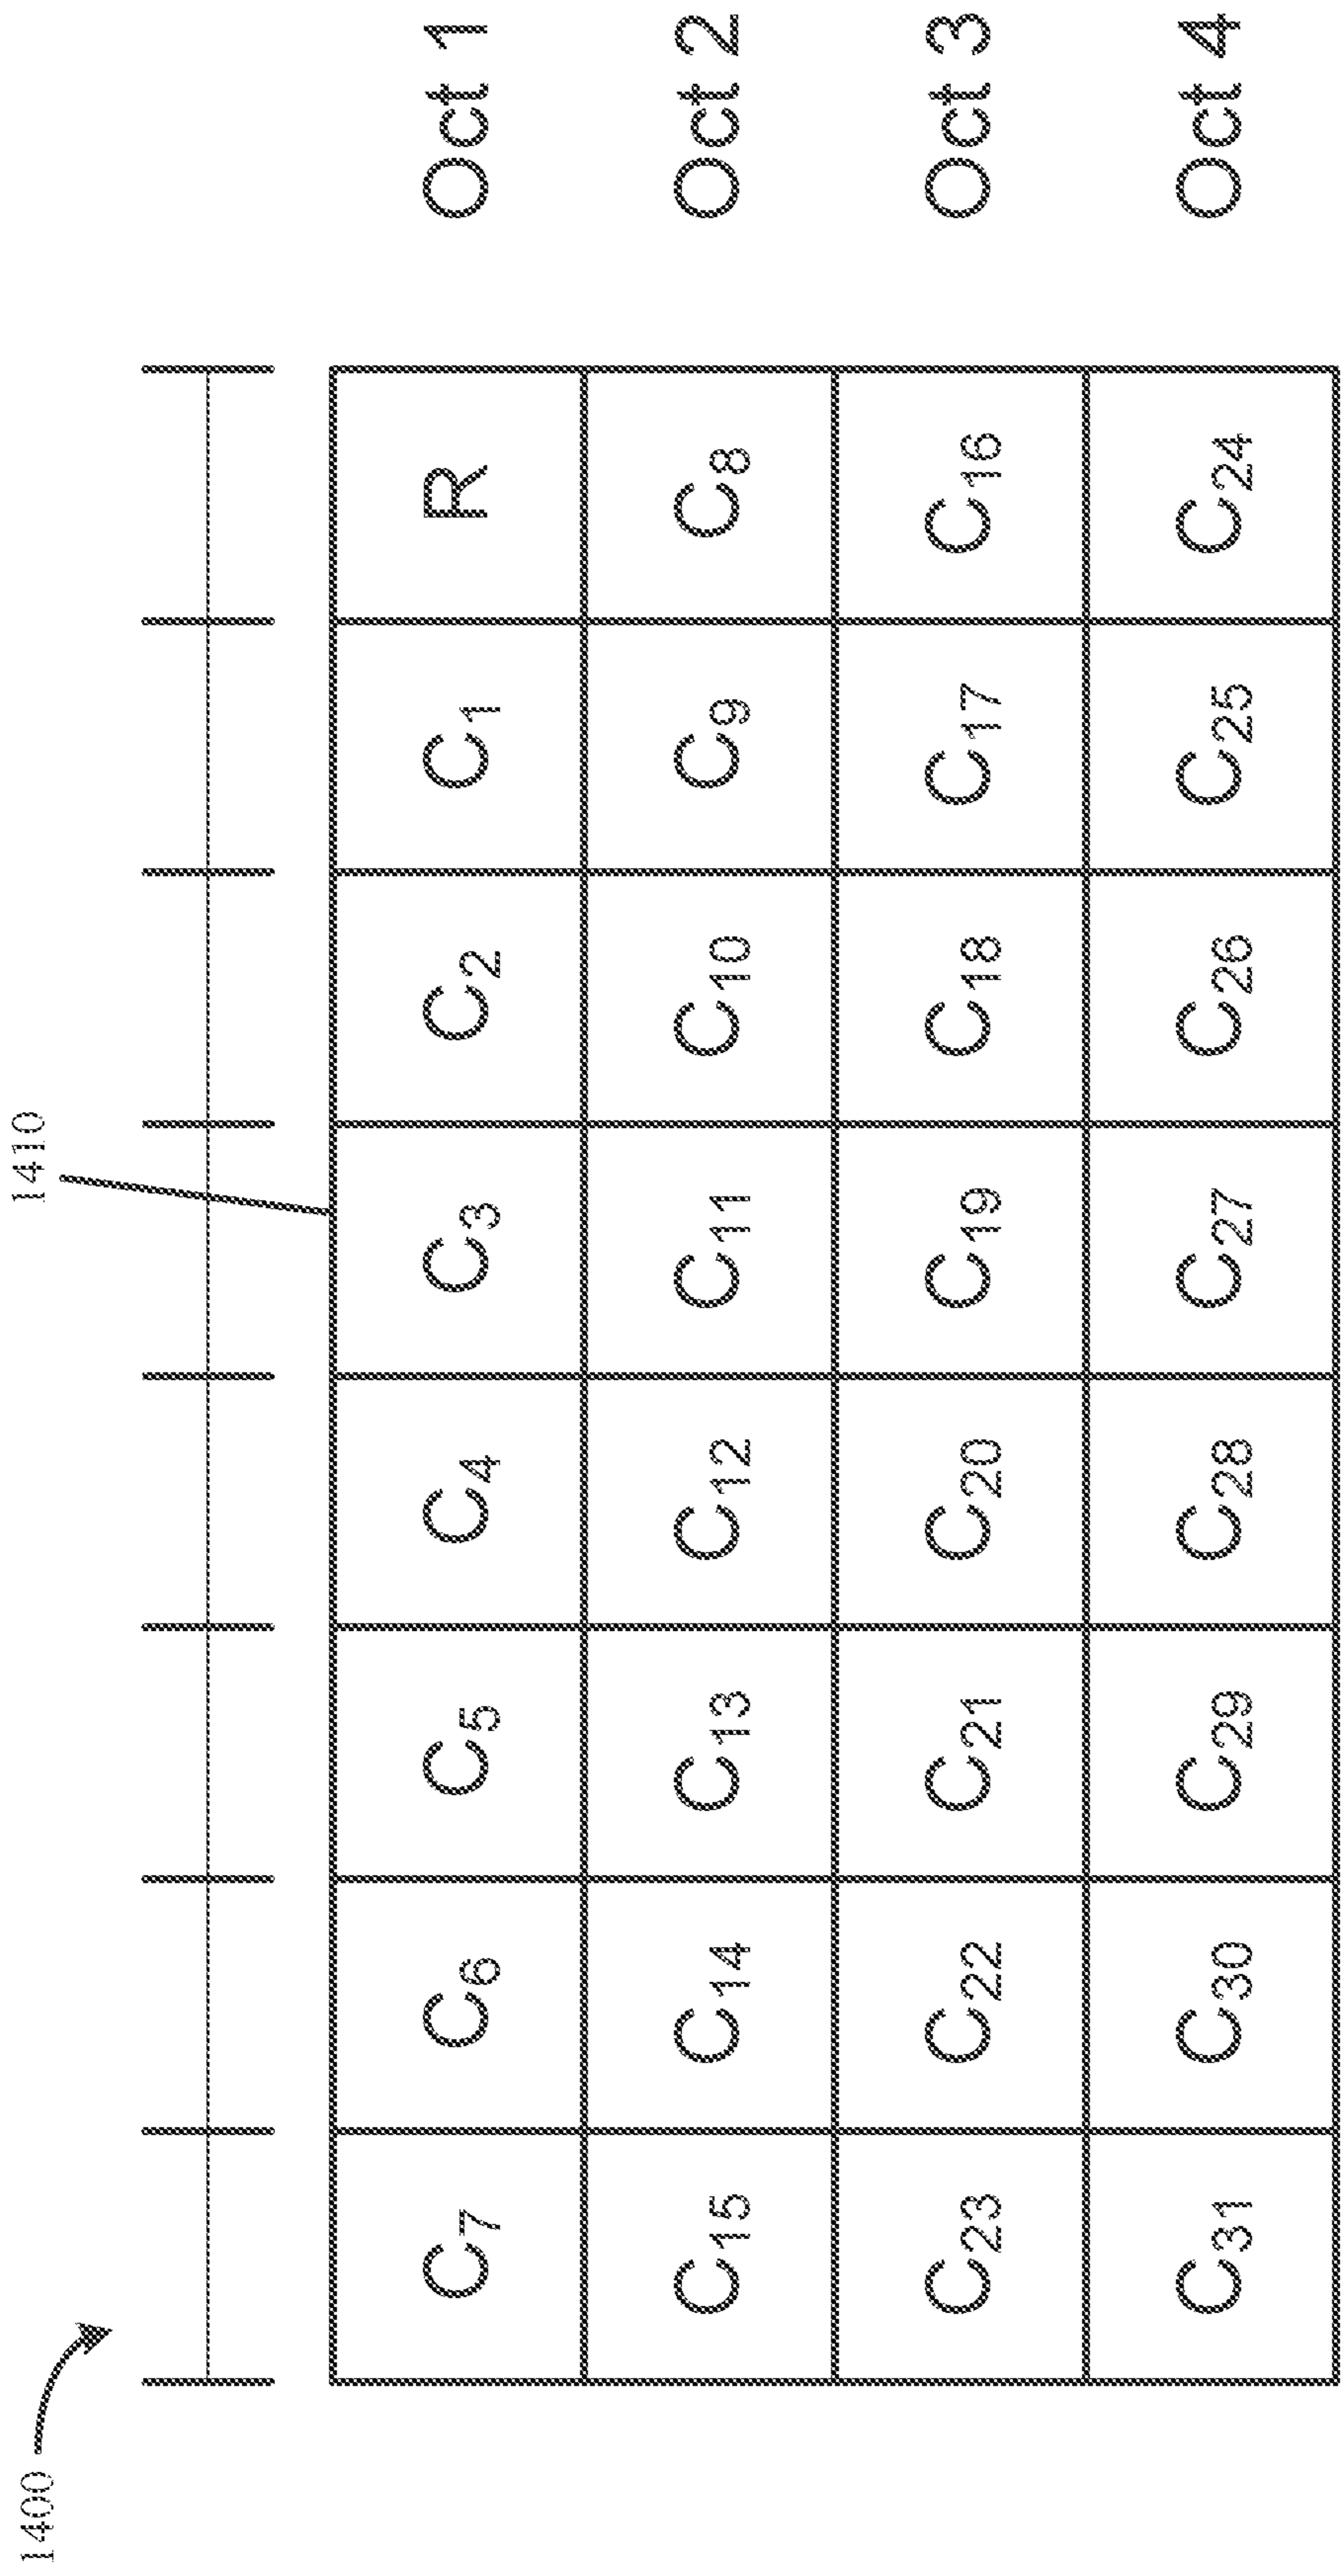 1400
1410
C7 C6 C5 C4 C3 C2 C1 R Oct 1
C15 C14 C13 C12 C11 C10 C9 C8 Oct 2
C23 C22 C21 C20 C19 C18 C17 C16 Oct 3
C31 C30 C29 C28 C27 C26 C25 C24 Oct 4